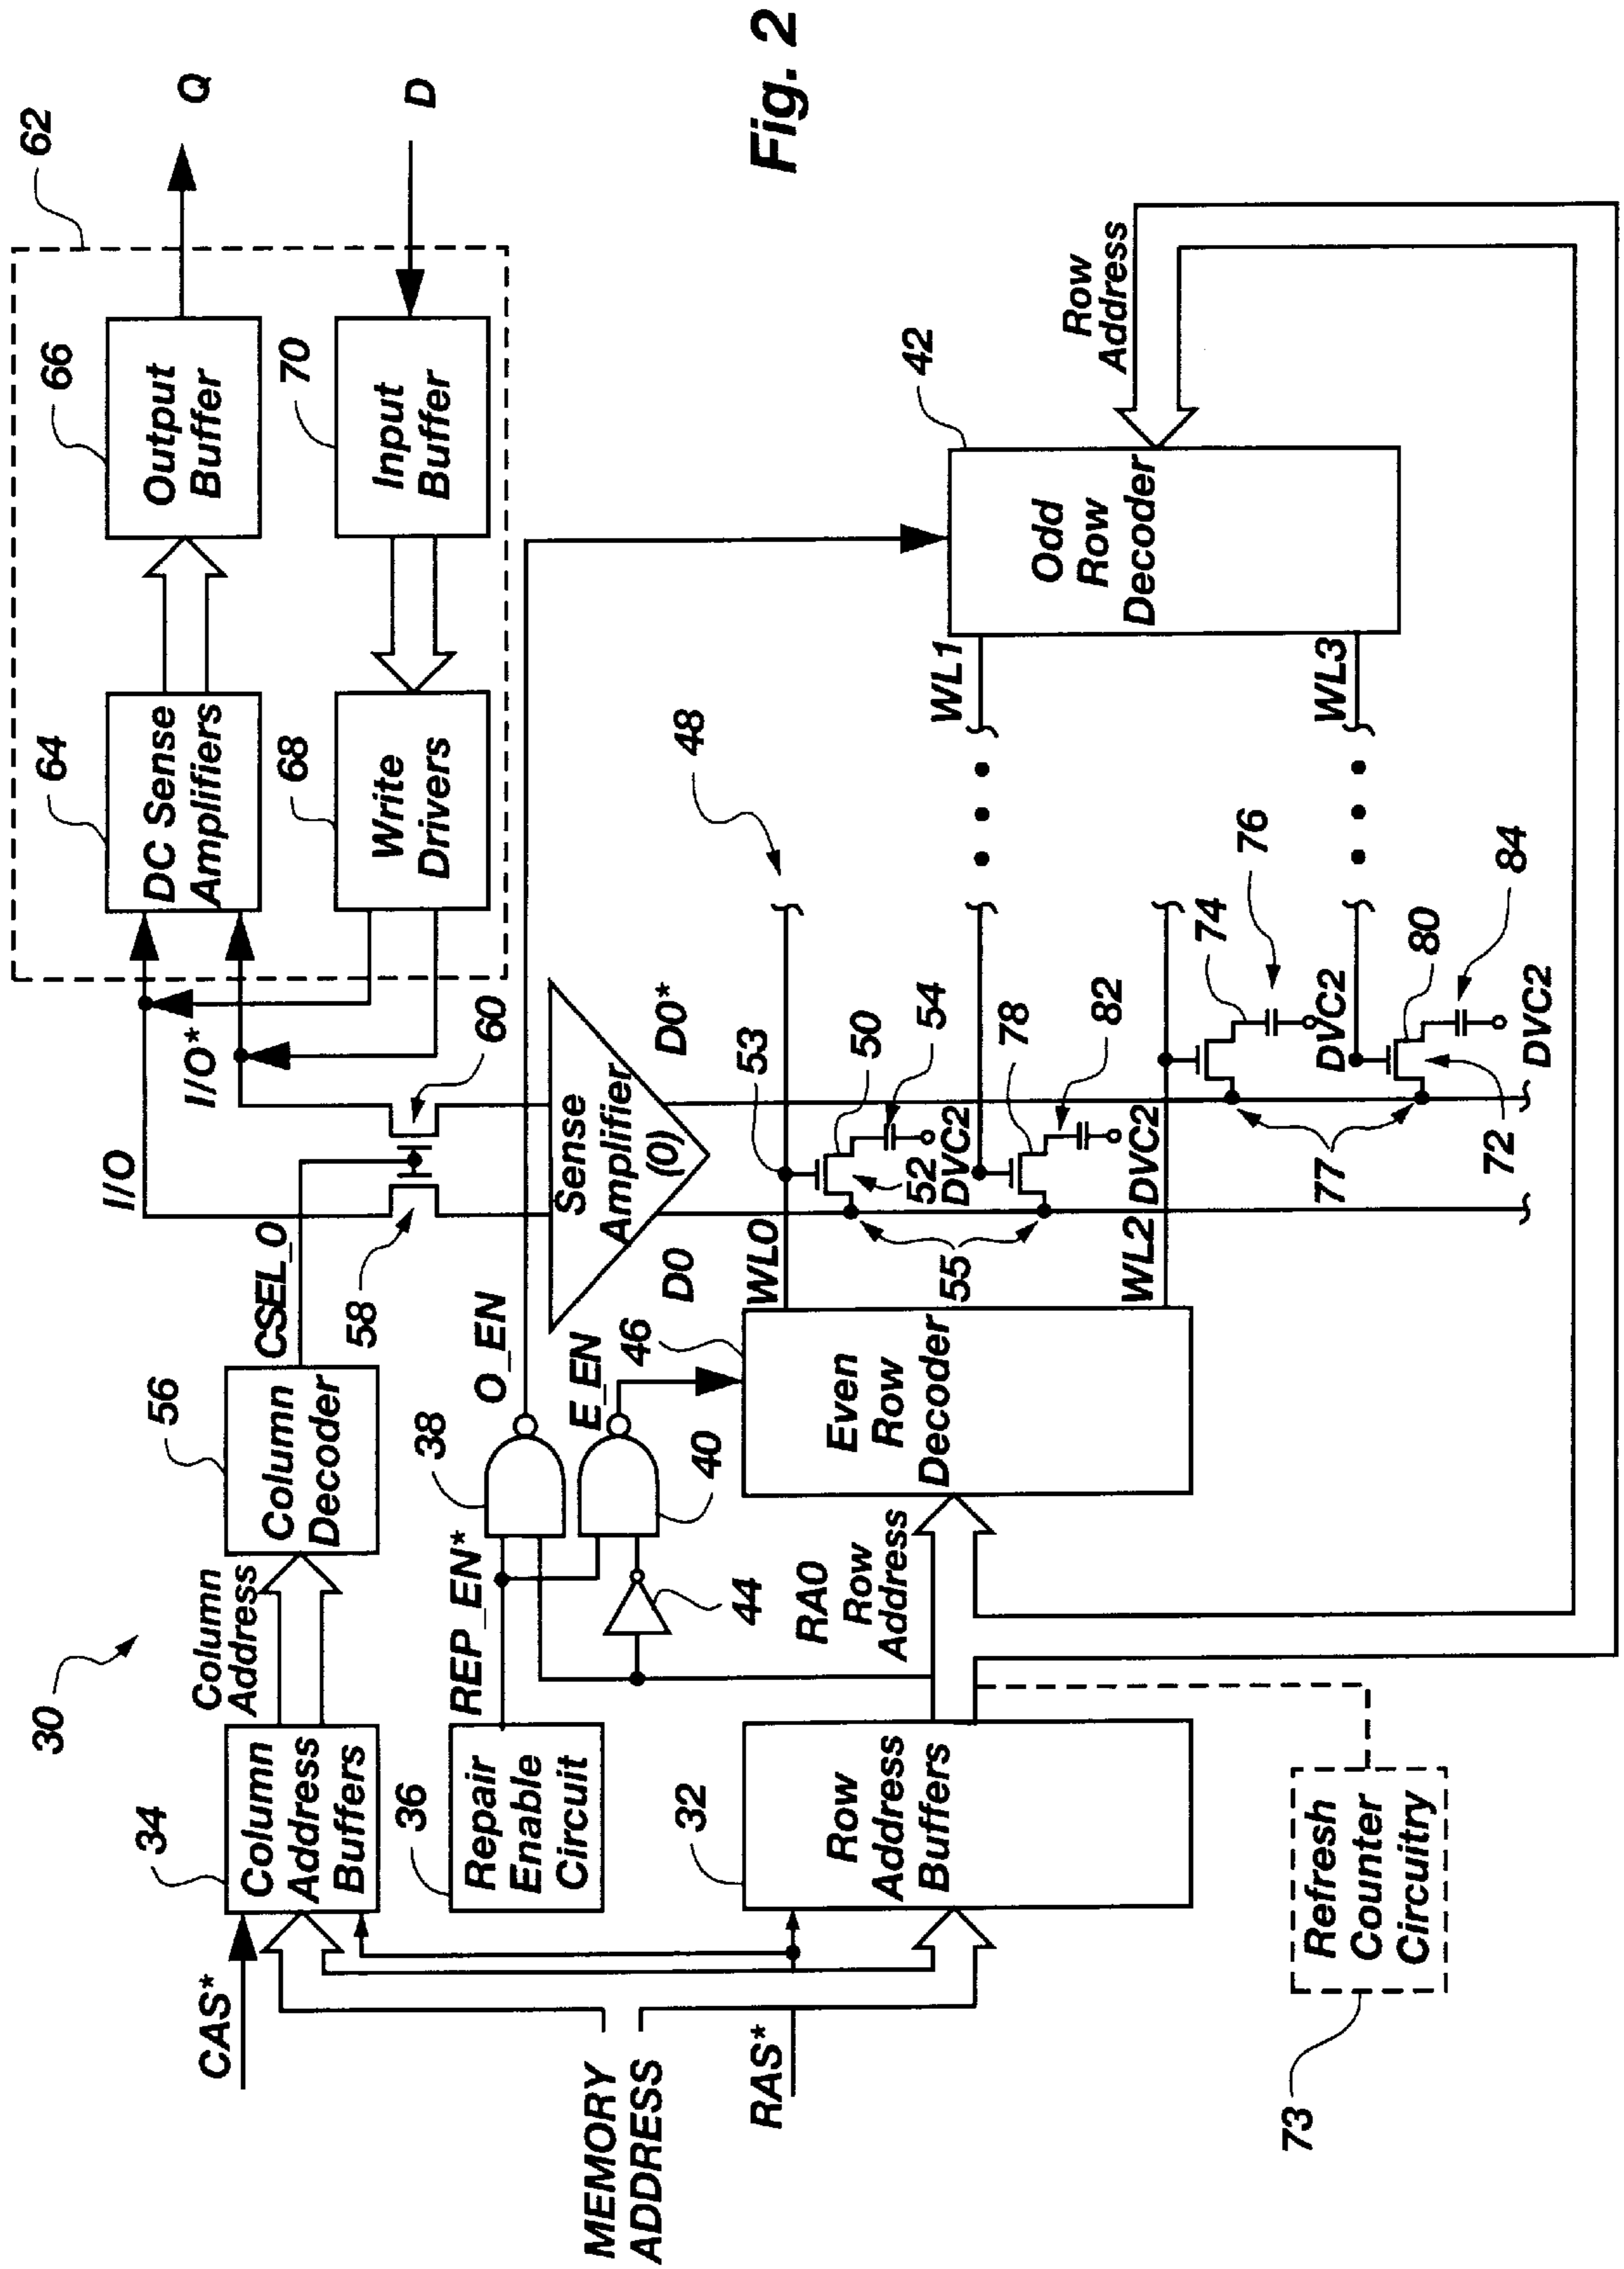 Fig. 2
30
CAS*
34
Column
Address
Buffers
Column
Address
56
Column
Decoder
CSEL_0
I/O
I/O*
58
60
62
64
DC Sense
Amplifiers
66
Output
Buffer
Q
68
Write
Drivers
70
Input
Buffer
D
36
Repair
Enable
Circuit
REP_EN*
38
O_EN
E_EN
40
44
46
Sense
Amplifier
(0)
D0
D0*
MEMORY
ADDRESS
RAS*
32
Row
Address
Buffers
RA0
Row
Address
Even
Row
Decoder
WL0
53
48
50
52
54
DVC2
55
WL1
78
82
DVC2
WL2
74
76
DVC2
77
WL3
80
72
84
DVC2
42
Odd
Row
Decoder
Row
Address
73
Refresh
Counter
Circuitry